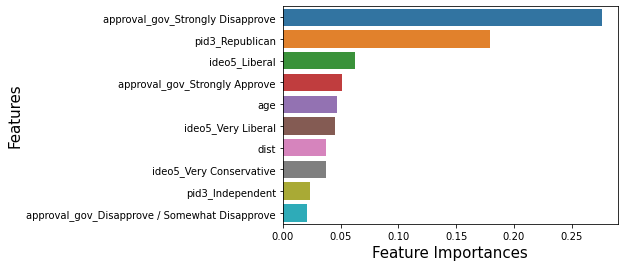 approval_gov_Strongly Disapprove
pid3_Republican
ideo5_Liberal
approval_gov_Strongly Approve
age
ideo5_Very Liberal
dist
ideo5_Very Conservative
pid3_Independent
approval_gov_Disapprove / Somewhat Disapprove
Features
0.00 0.05 0.10 0.15 0.20 0.25
Feature Importances